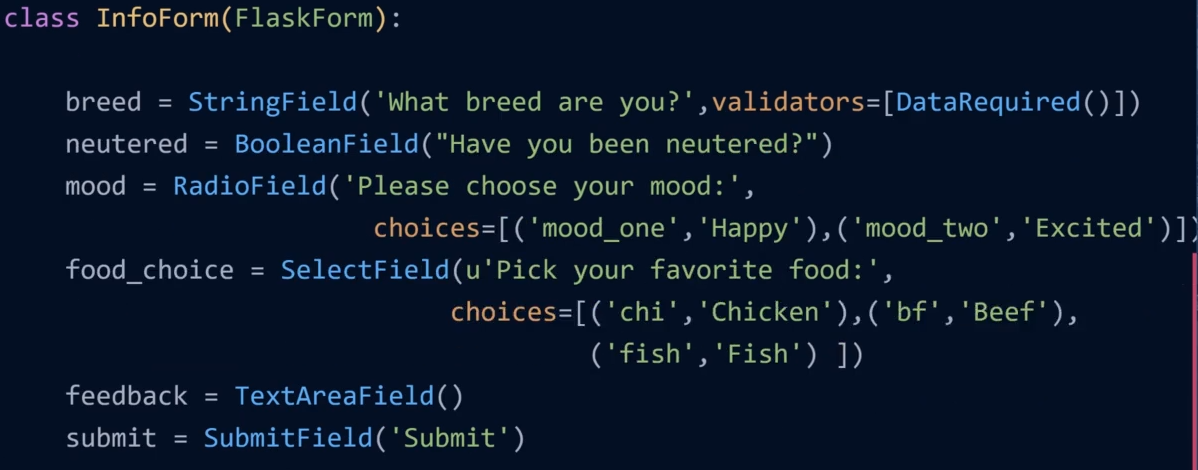 class InfoForm(FlaskForm):
breed = StringField('What breed are you?',validators=[DataRequired()])
neutered = BooleanField("Have you been neutered?")
mood = RadioField('Please choose your mood:',
choices=[('mood_one','Happy'),('mood_two','Excited')])
food_choice = SelectField(u'Pick your favorite food:',
choices=[('chi','Chicken'),('bf','Beef'),
('fish','Fish') ])
feedback = TextAreaField()
submit = SubmitField('Submit')